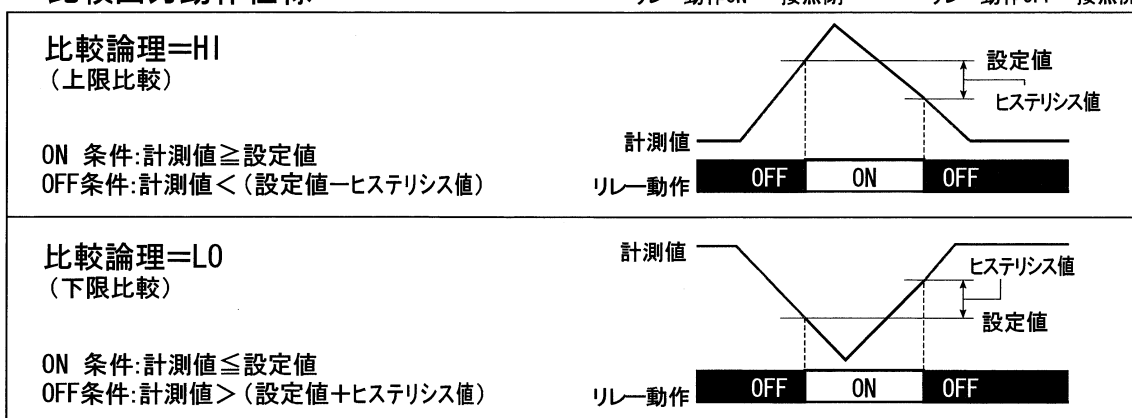 比較論理=HI
(上限比較)
ON 条件:計測値≧設定値
OFF条件:計測値<(設定値-ヒステリシス値)
設定値
ヒステリシス値
計測値
リレー動作 OFF ON OFF
比較論理=LO
(下限比較)
ON 条件:計測値≦設定値
OFF条件:計測値>(設定値+ヒステリシス値)
計測値
ヒステリシス値
設定値
リレー動作 OFF ON OFF